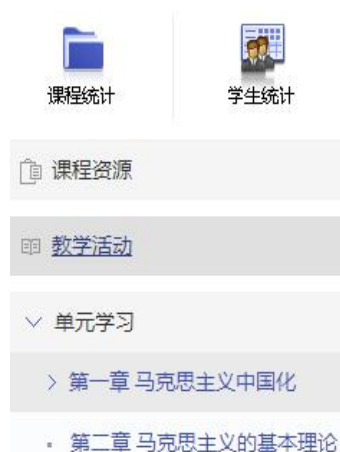 课程统计 学生统计
课程资源
教学活动
单元学习
第一章 马克思主义中国化
第二章 马克思主义的基本理论